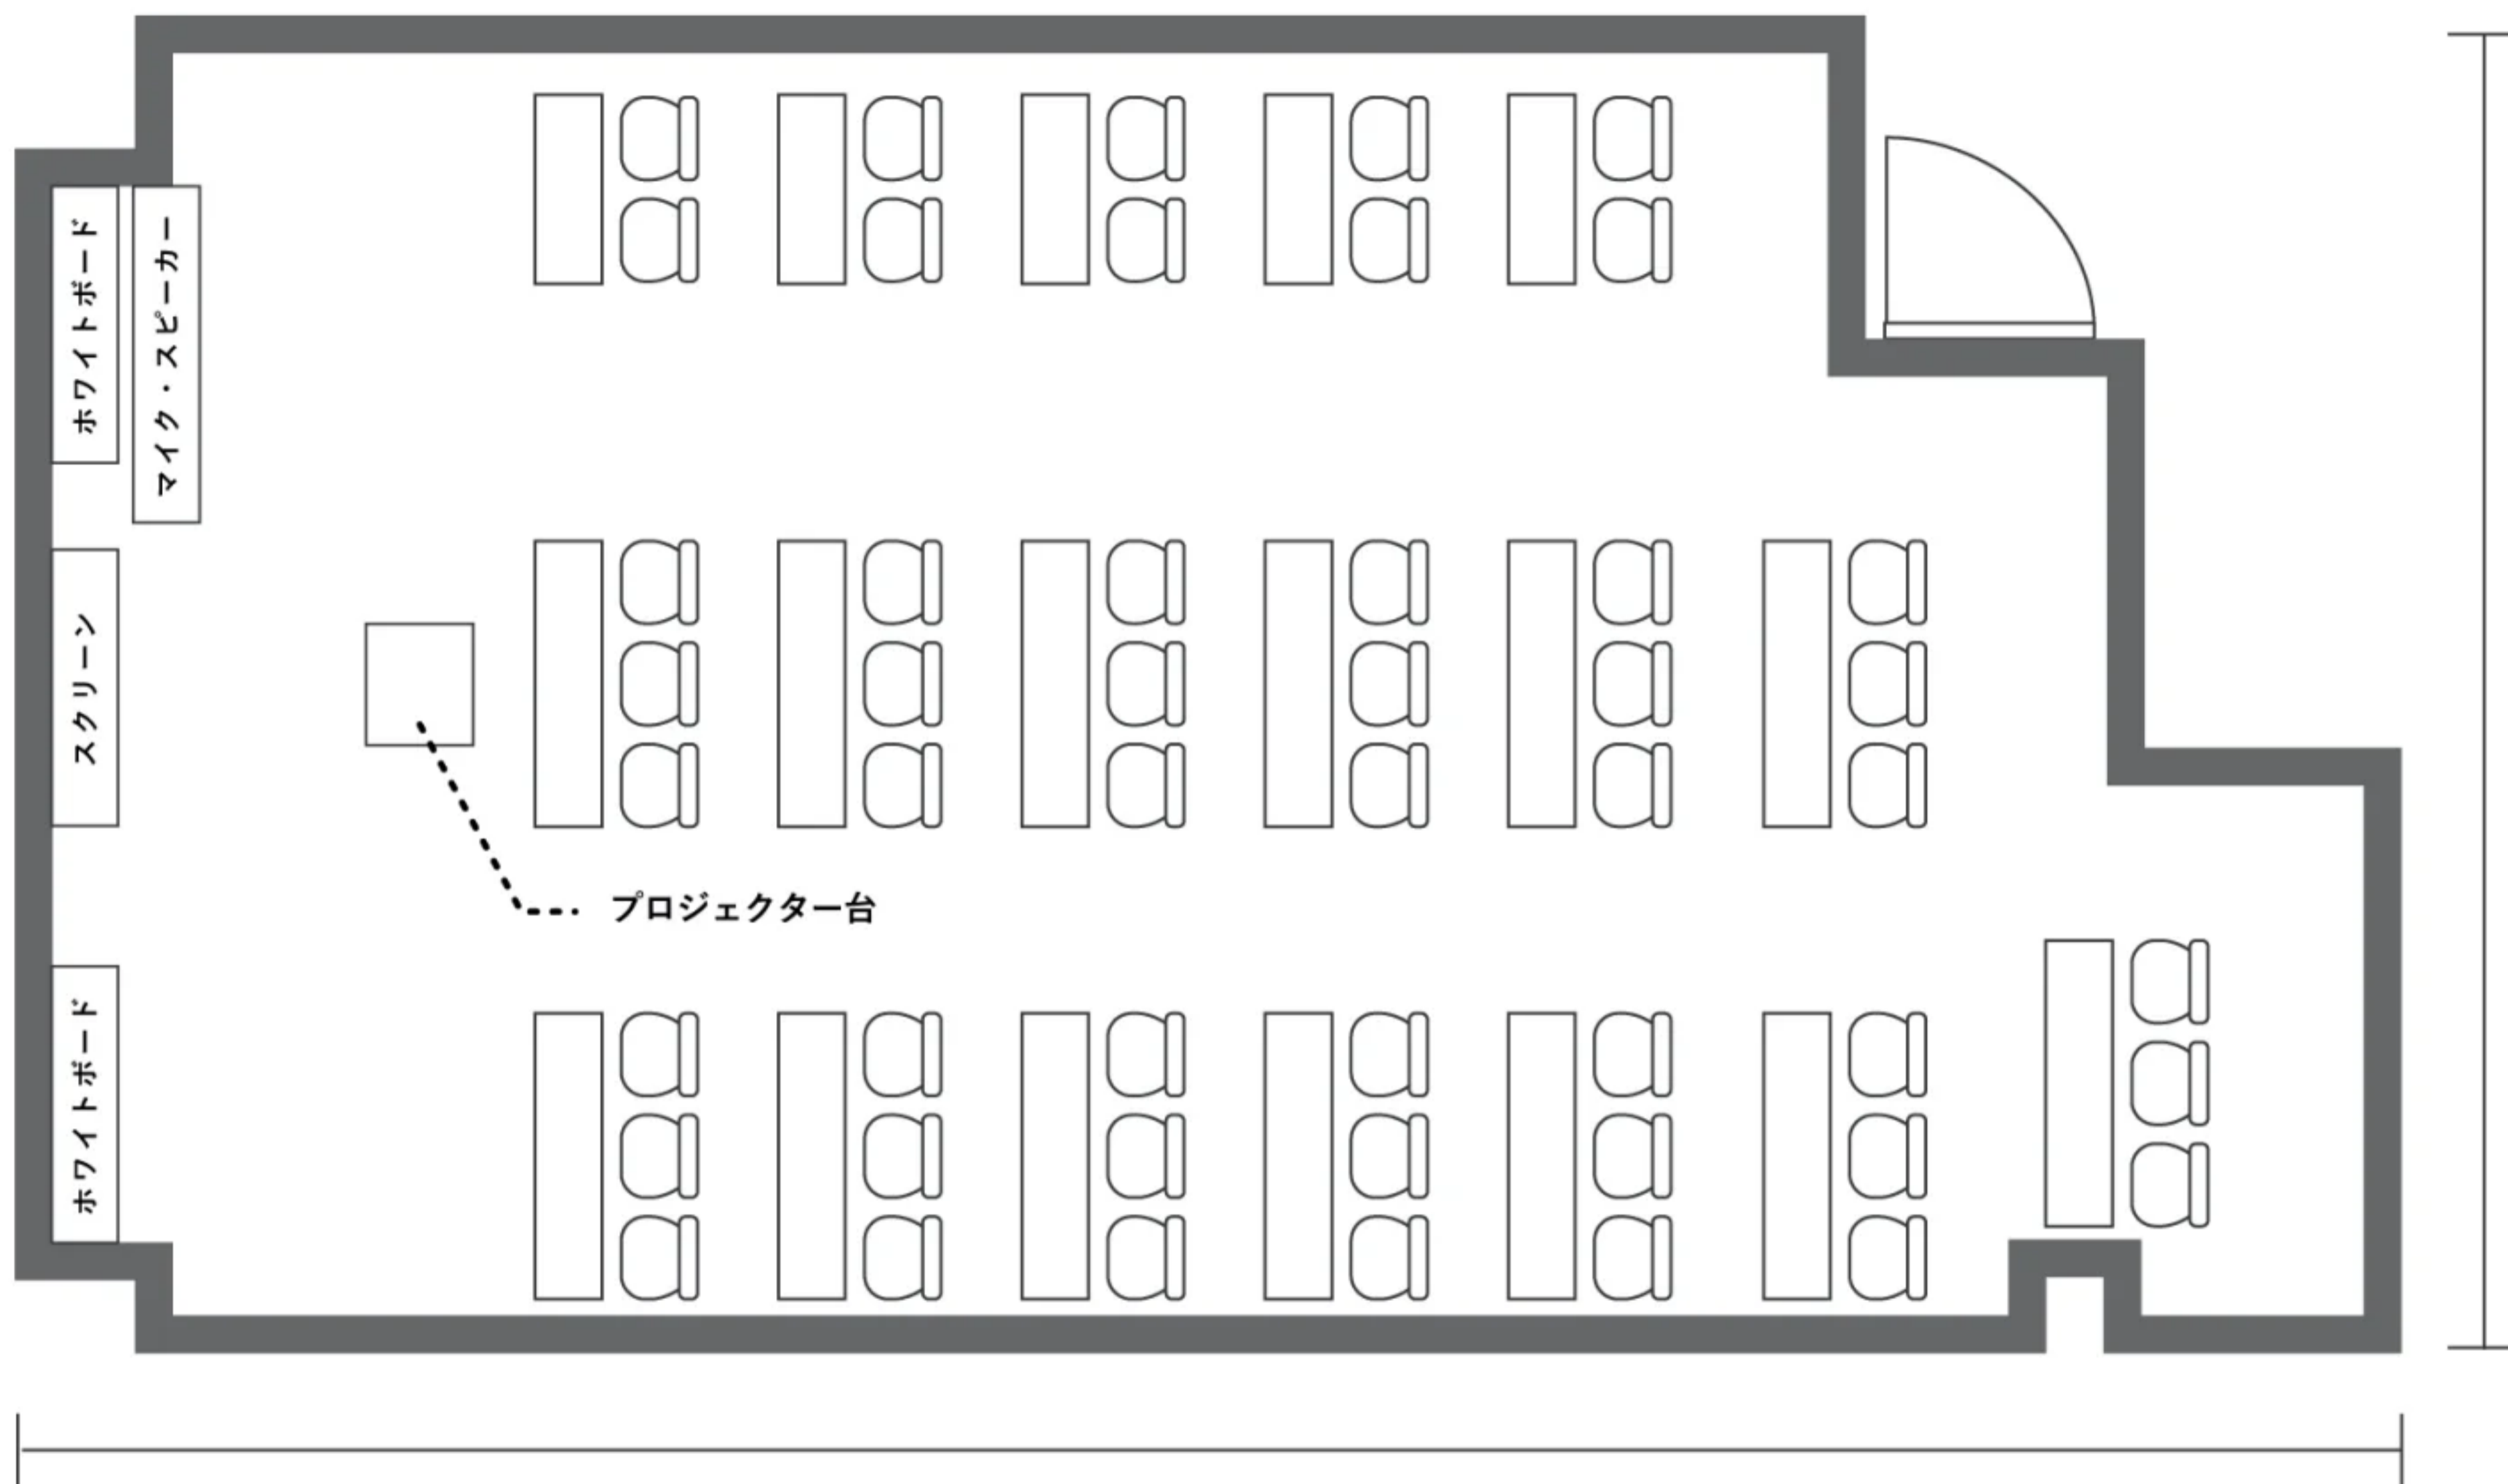 ホワイトボード
マイク・スピーカー
スクリーン
プロジェクター台
ホワイトボード